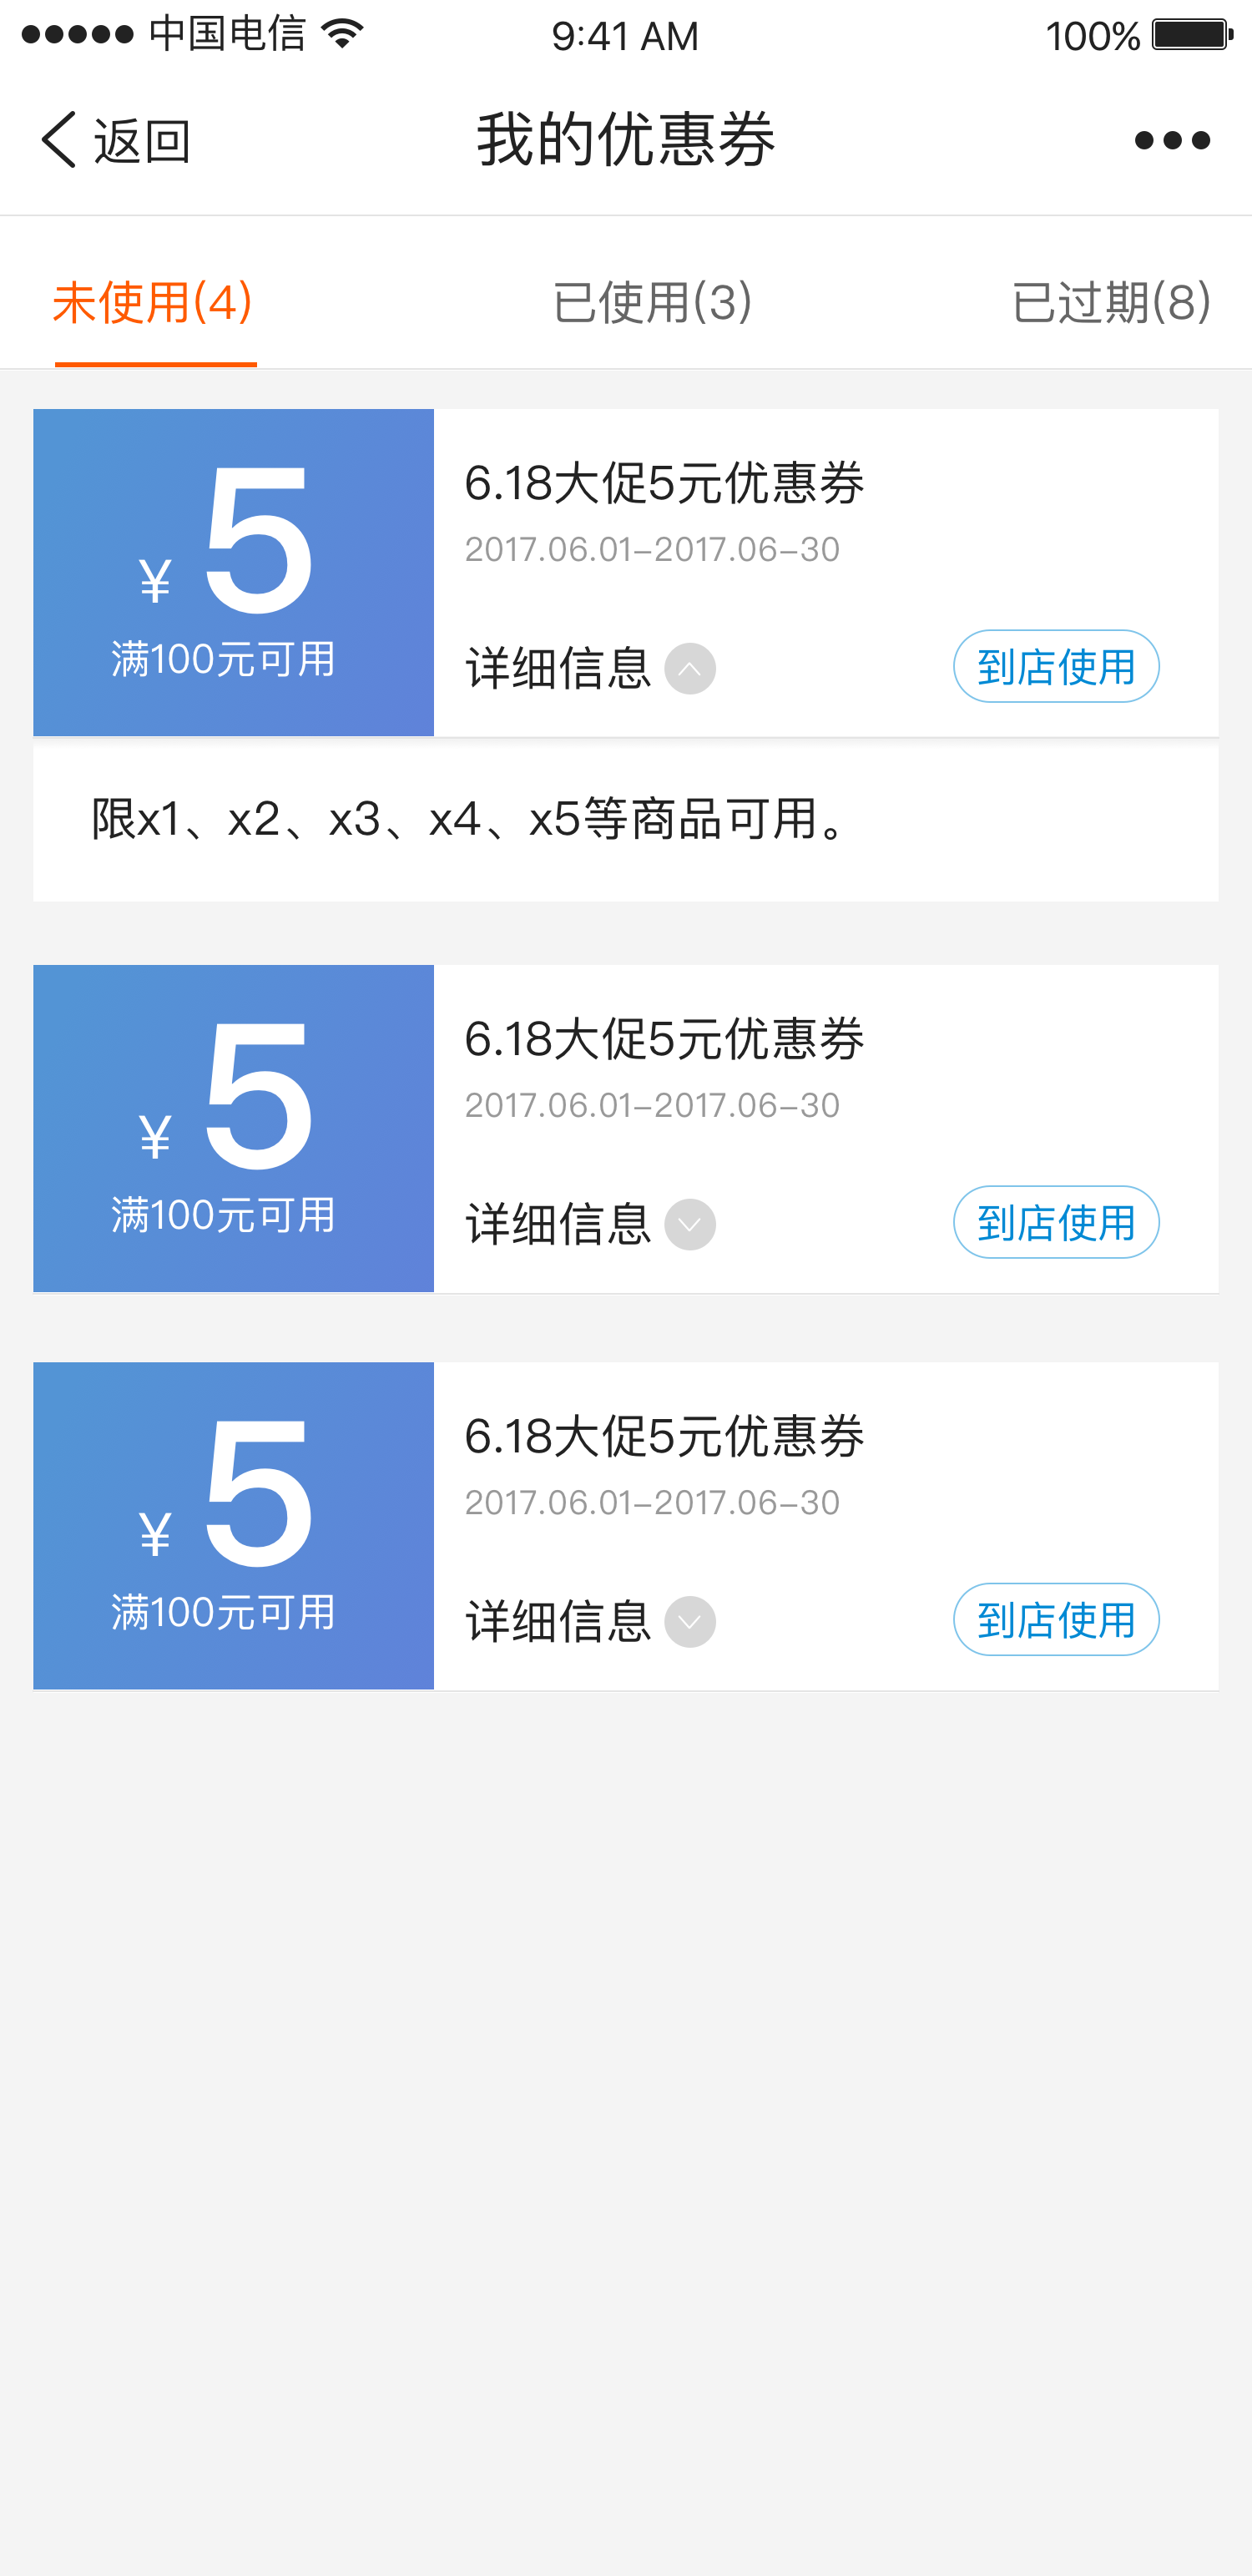 中国电信 9:41 AM 100%
返回 我的优惠券
未使用(4) 已使用(3) 已过期(8)
¥ 5
满100元可用
6.18大促5元优惠券
2017.06.01-2017.06-30
详细信息 到店使用
限x1、x2、x3、x4、x5等商品可用。
¥ 5
满100元可用
6.18大促5元优惠券
2017.06.01-2017.06-30
详细信息 到店使用
¥ 5
满100元可用
6.18大促5元优惠券
2017.06.01-2017.06-30
详细信息 到店使用